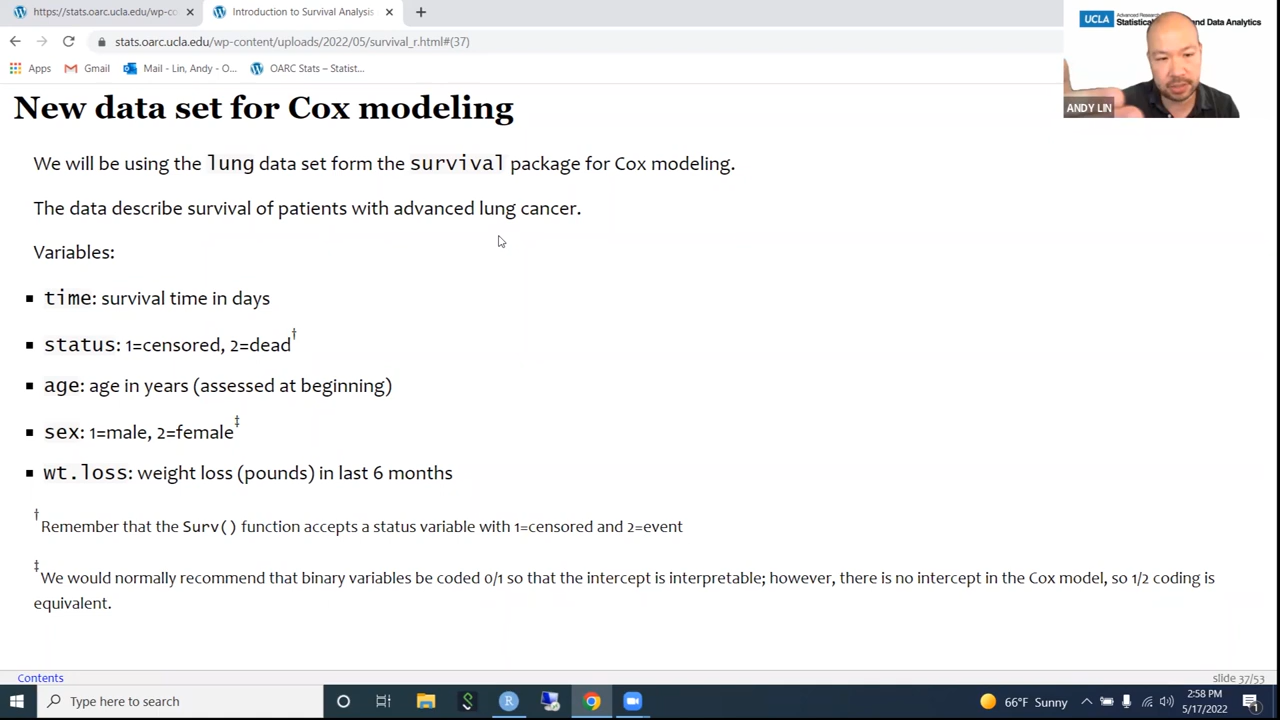 https://stats.oarc.ucla.edu/wp-co
Introduction to Survival Analysis
UCLA
Advanced Research
Statistical and Data Analytics
stats.oarc.ucla.edu/wp-content/uploads/2022/05/survival_r.html#(37)
Apps
Gmail
Mail - Lin, Andy - O...
OARC Stats – Statist...
ANDY LIN
New data set for Cox modeling
We will be using the lung data set form the survival package for Cox modeling.
The data describe survival of patients with advanced lung cancer.
Variables:
time: survival time in days
status: 1=censored, 2=dead†
age: age in years (assessed at beginning)
sex: 1=male, 2=female‡
wt.loss: weight loss (pounds) in last 6 months
†Remember that the Surv() function accepts a status variable with 1=censored and 2=event
‡We would normally recommend that binary variables be coded 0/1 so that the intercept is interpretable; however, there is no intercept in the Cox model, so 1/2 coding is
equivalent.
Contents
slide 37/53
Type here to search
66°F Sunny
2:58 PM
5/17/2022